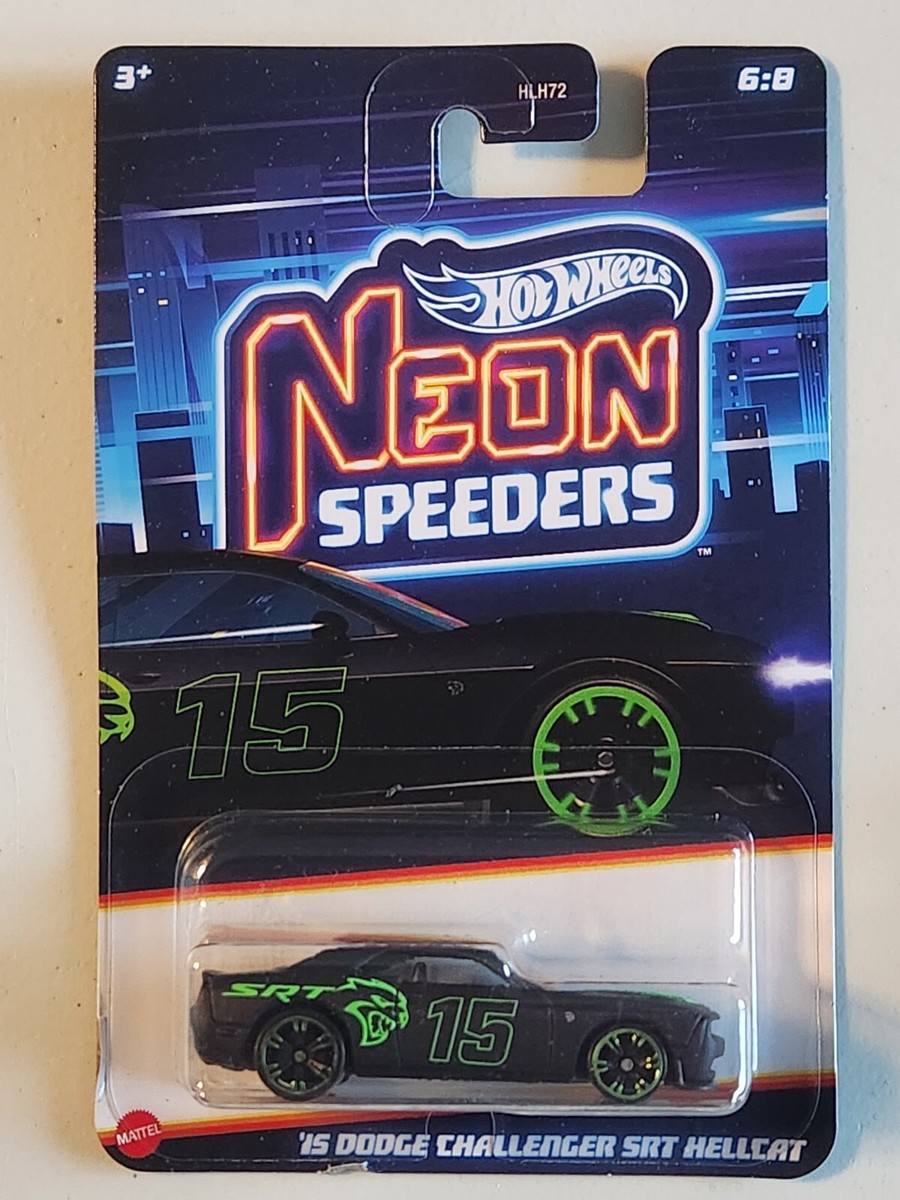 3+
HLH72
6:8
HOT WHEELS
NEON
SPEEDERS
TM
15
SRT
15
MATTEL
'15 DODGE CHALLENGER SRT HELLCAT